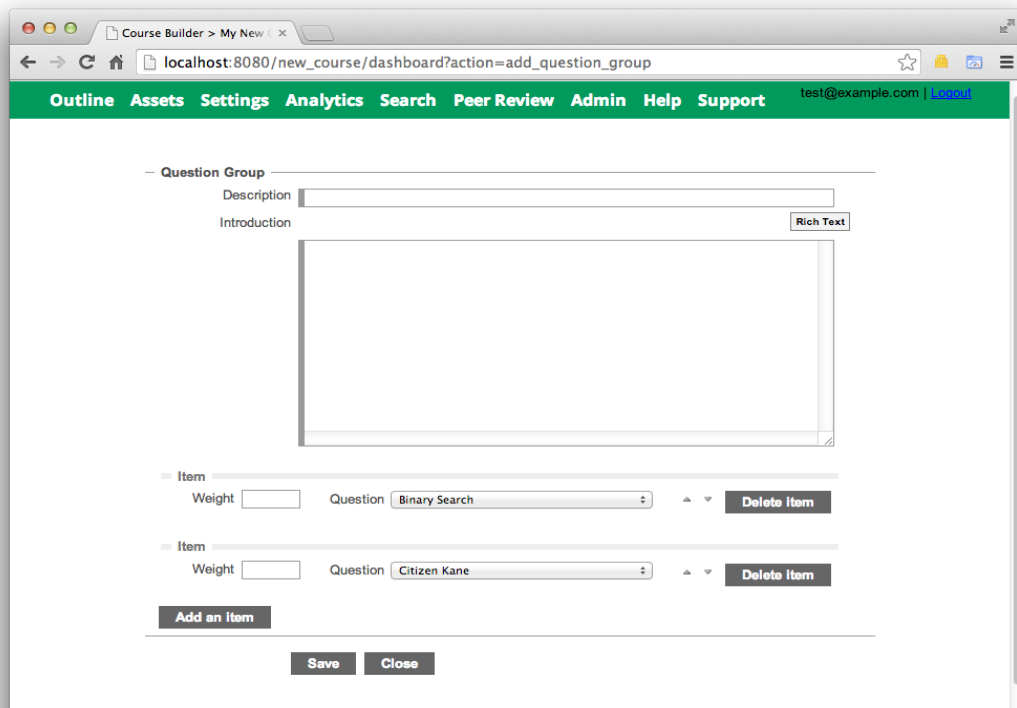 Course Builder > My New C
localhost:8080/new_course/dashboard?action=add_question_group
Outline Assets Settings Analytics Search Peer Review Admin Help Support test@example.com | Logout
Question Group
Description
Introduction Rich Text
Item
Weight Question Binary Search Delete item
Item
Weight Question Citizen Kane Delete item
Add an item
Save Close